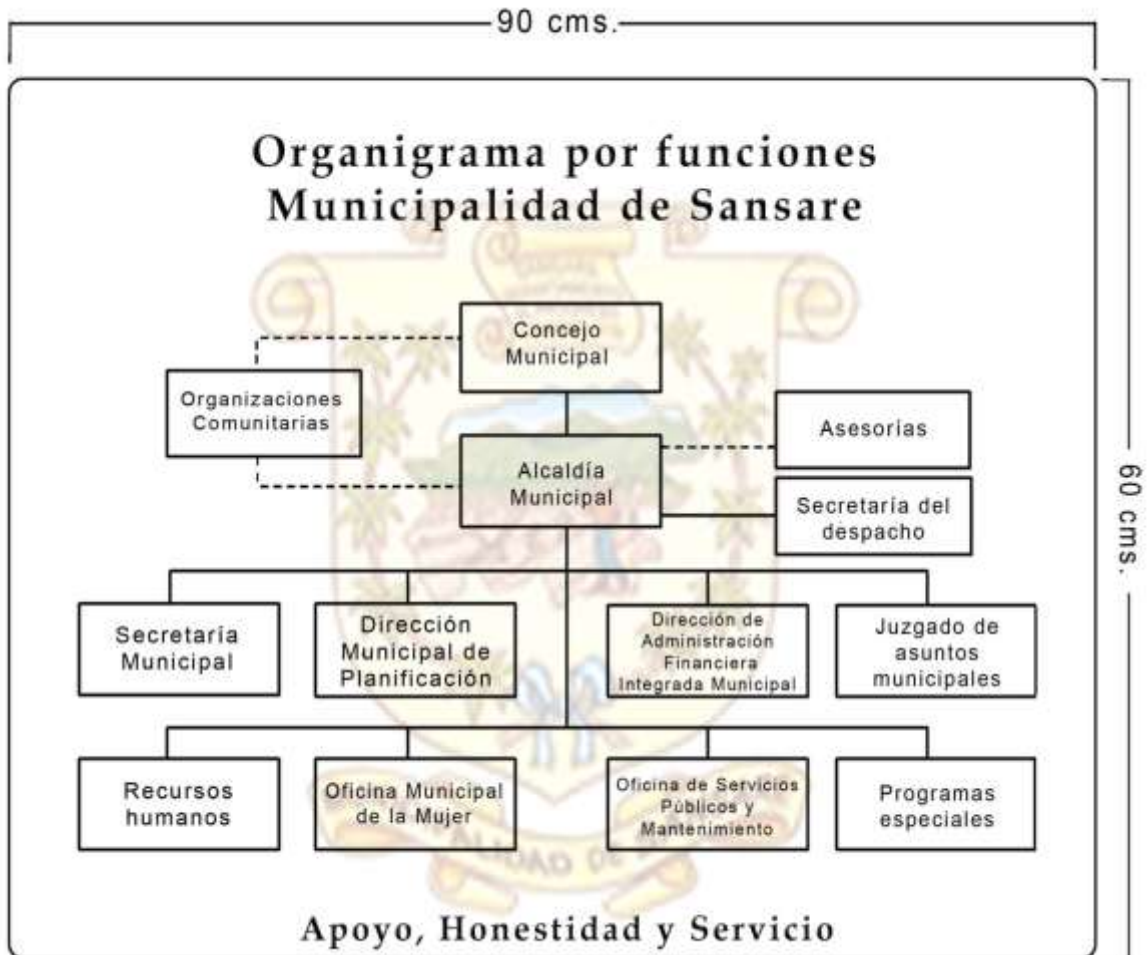 90 cms.
Organigrama por funciones
Municipalidad de Sansare
Concejo
Municipal
Organizaciones
Comunitarias
Asesorías
Alcaldía
Municipal
Secretaría del
despacho
60 cms.
Secretaría
Municipal
Dirección
Municipal de
Planificación
Dirección de
Administración
Financiera
Integrada Municipal
Juzgado de
asuntos
municipales
Recursos
humanos
Oficina Municipal
de la Mujer
Oficina de Servicios
Públicos y
Mantenimiento
Programas
especiales
Apoyo, Honestidad y Servicio